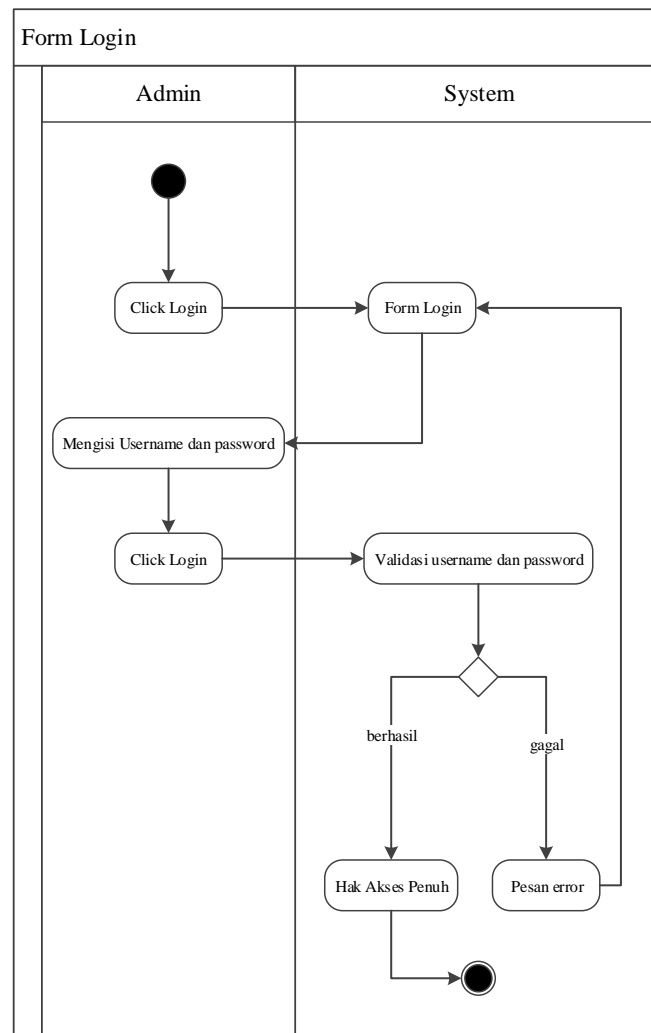 Form Login
Admin
System
Click Login
Form Login
Mengisi Username dan password
Click Login
Validasi username dan password
berhasil
gagal
Hak Akses Penuh
Pesan error